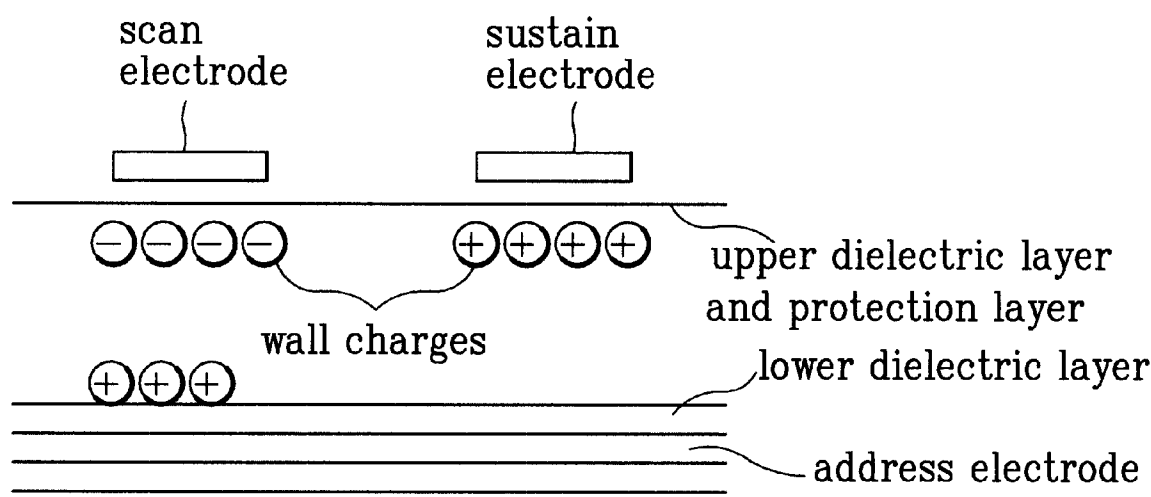 scan
electrode
sustain
electrode
upper dielectric layer
and protection layer
wall charges
lower dielectric layer
address electrode